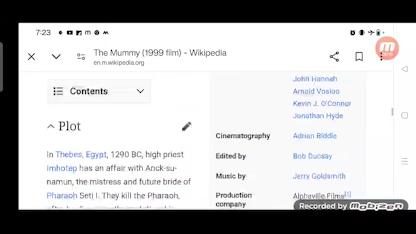 7:23
The Mummy (1999 film) - Wikipedia
en.m.wikipedia.org
Contents
Plot
In Thebes, Egypt, 1290 BC, high priest
Imhotep has an affair with Anck-su-
namun, the mistress and future bride of
Pharaoh Seti I. They kill the Pharaoh,
John Hannah
Arnold Vosloo
Kevin J. O'Connor
Jonathan Hyde
Cinematography Adrian Biddle
Edited by Bob Ducsay
Music by Jerry Goldsmith
Production company Alphaville Films
Recorded by mobizen